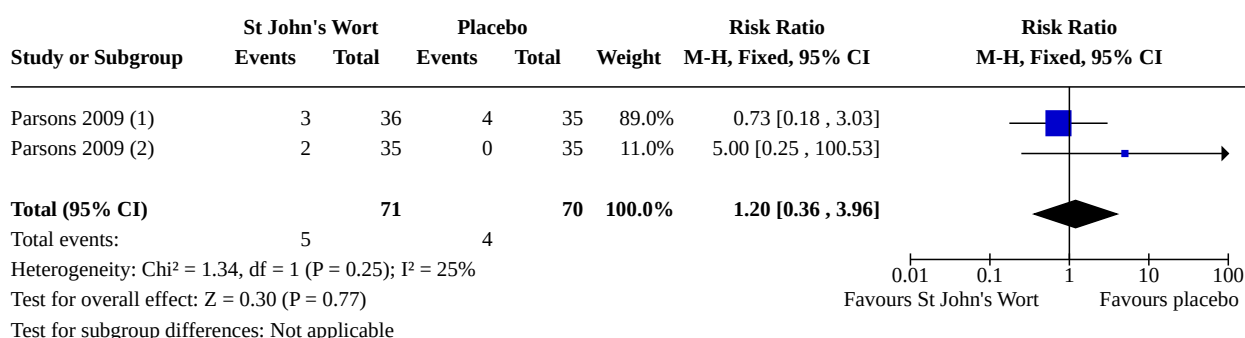 St John's Wort Placebo Risk Ratio Risk Ratio
Study or Subgroup Events Total Events Total Weight M-H, Fixed, 95% CI M-H, Fixed, 95% CI
Parsons 2009 (1) 3 36 4 35 89.0% 0.73 [0.18 , 3.03]
Parsons 2009 (2) 2 35 0 35 11.0% 5.00 [0.25 , 100.53]
Total (95% CI) 71 70 100.0% 1.20 [0.36 , 3.96]
Total events: 5 4
Heterogeneity: Chi² = 1.34, df = 1 (P = 0.25); I² = 25%
0.01 0.1 1 10 100
Test for overall effect: Z = 0.30 (P = 0.77)
Favours St John's Wort Favours placebo
Test for subgroup differences: Not applicable